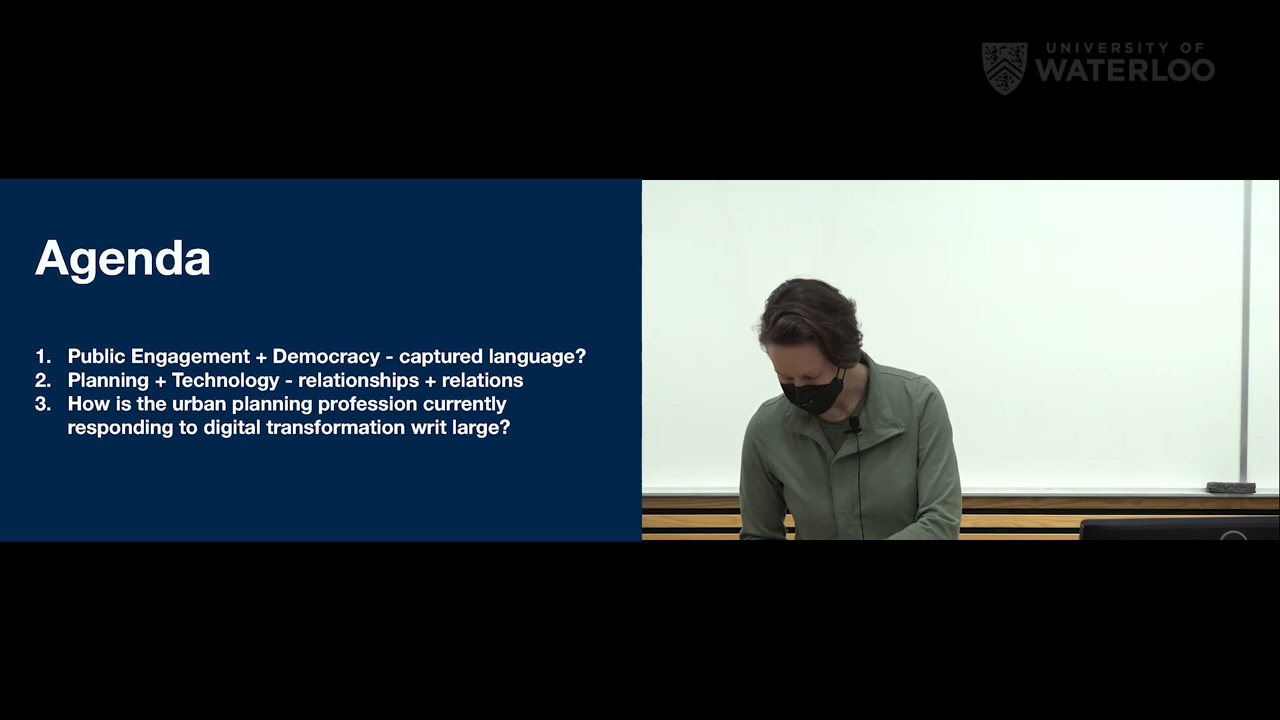 UNIVERSITY OF
WATERLOO
Agenda
1. Public Engagement + Democracy - captured language?
2. Planning + Technology - relationships + relations
3. How is the urban planning profession currently
responding to digital transformation writ large?